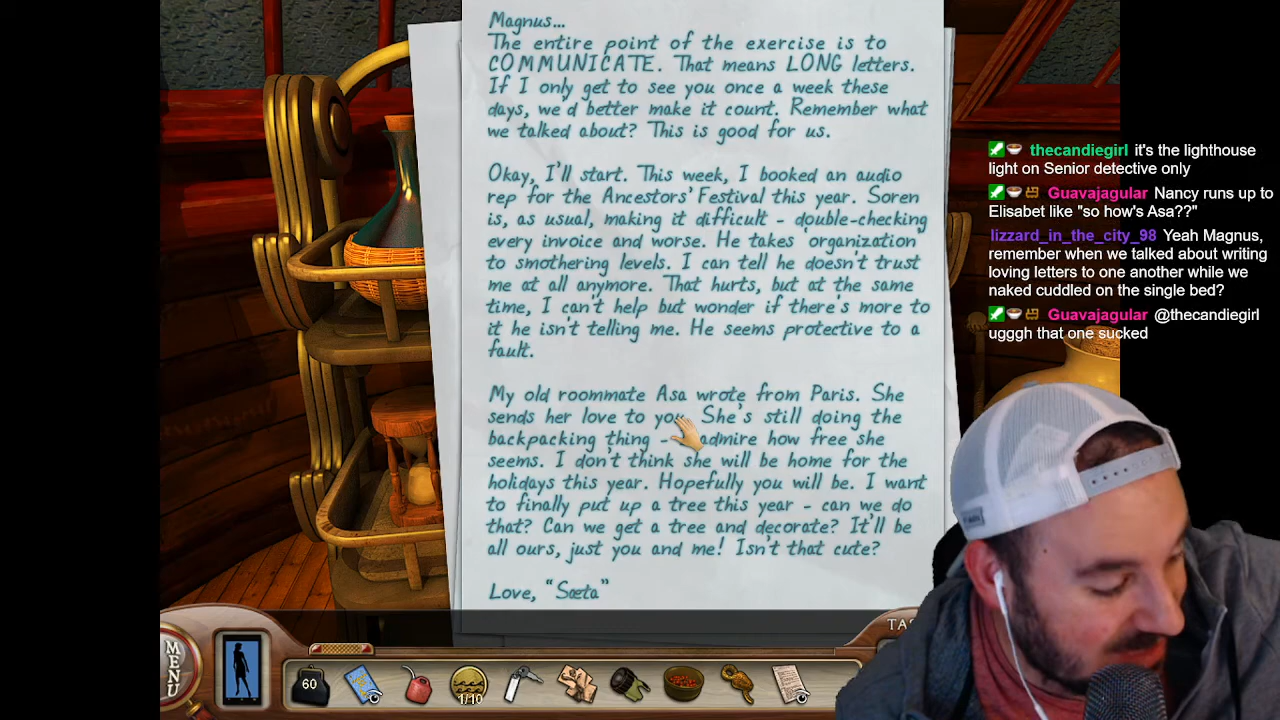 Magnus...
The entire point of the exercise is to
COMMUNICATE. That means LONG letters.
If I only get to see you once a week these
days, we'd better make it count. Remember what
we talked about? This is good for us.
Okay, I'll start. This week, I booked an audio
rep for the Ancestors' Festival this year. Soren
is, as usual, making it difficult - double-checking
every invoice and worse. He takes "organization"
to smothering levels. I can tell he doesn't trust
me at all anymore. That hurts, but at the same
time, I can't help but wonder if there's more to
it he isn't telling me. He seems protective to a
fault.
My old roommate Asa wrote from Paris. She
sends her love to you. She's still doing the
backpacking thing - admire how free she
seems. I don't think she will be home for the
holidays this year. Hopefully you will be. I want
to finally put up a tree this year - can we do
that? Can we get a tree and decorate? It'll be
all ours, just you and me! Isn't that cute?
Love, "Sæta"
thecandiegirl it's the lighthouse
light on Senior detective only
Guavajagular Nancy runs up to
Elisabet like "so how's Asa??"
lizzard_in_the_city_98 Yeah Magnus,
remember when we talked about writing
loving letters to one another while we
naked cuddled on the single bed?
Guavajagular @thecandiegirl
ugggh that one sucked
TAS
MENU
60
1/10